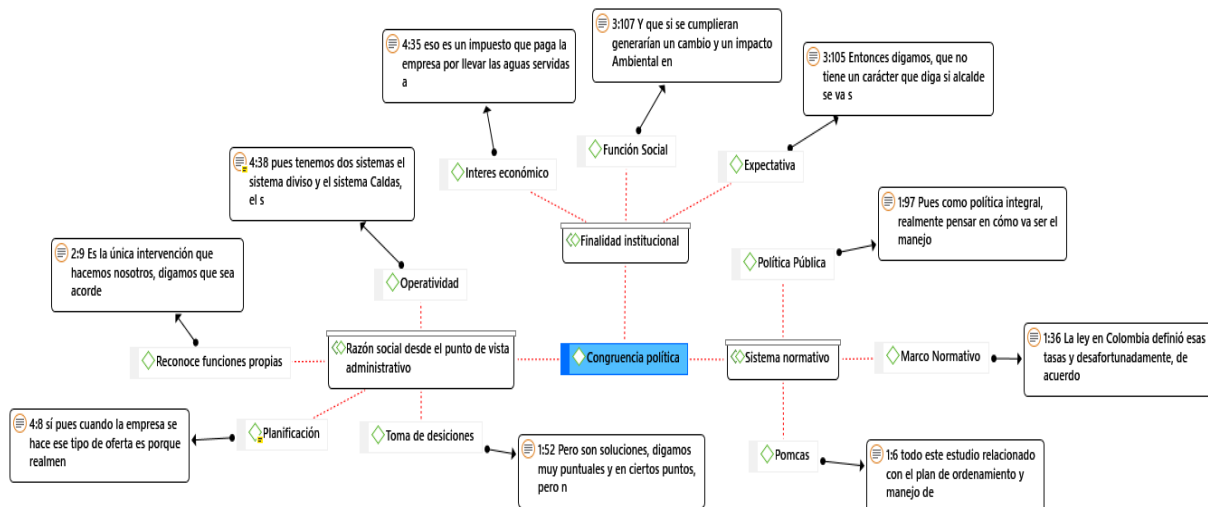 4:35 eso es un impuesto que paga la
empresa por llevar las aguas servidas
a
3:107 Y que si se cumplieran
generarían un cambio y un impacto
Ambiental en
3:105 Entonces digamos, que no
tiene un carácter que diga si alcalde
se va s
4:38 pues tenemos dos sistemas el
sistema diviso y el sistema Caldas,
el s
Interes económico
Función Social
Expectativa
1:97 Pues como política integral,
realmente pensar en cómo va ser el
manejo
2:9 Es la única intervención que
hacemos nosotros, digamos que sea
acorde
Finalidad institucional
Política Pública
Operatividad
Reconoce funciones propias
Razón social desde el punto de vista
administrativo
Congruencia política
Sistema normativo
Marco Normativo
1:36 La ley en Colombia definió esas
tasas y desafortunadamente, de
acuerdo
4:8 sí pues cuando la empresa se
hace ese tipo de oferta es porque
realmen
Planificación
Toma de desiciones
1:52 Pero son soluciones, digamos
muy puntuales y en ciertos puntos,
pero n
Pomcas
1:6 todo este estudio relacionado
con el plan de ordenamiento y
manejo de